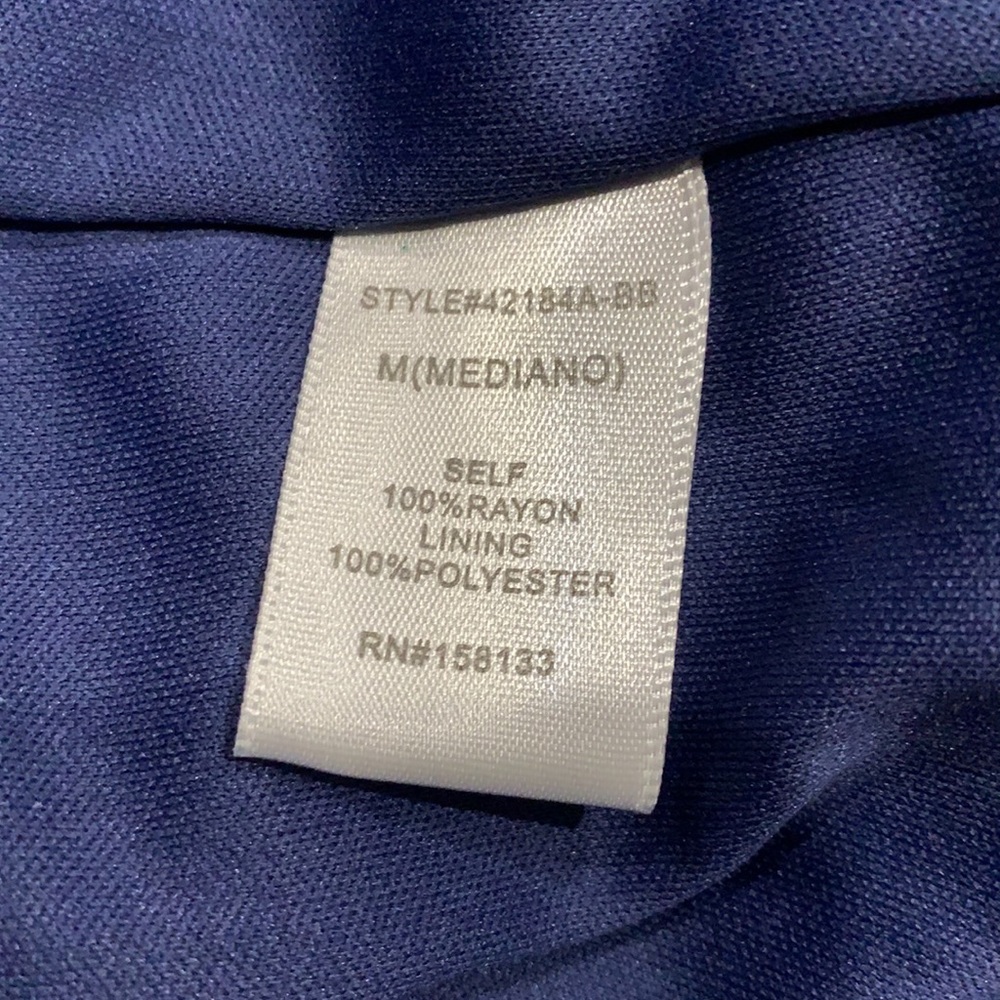 STYLE#42184A-BB
M(MEDIANO)
SELF
100%RAYON
LINING
100%POLYESTER
RN#158133